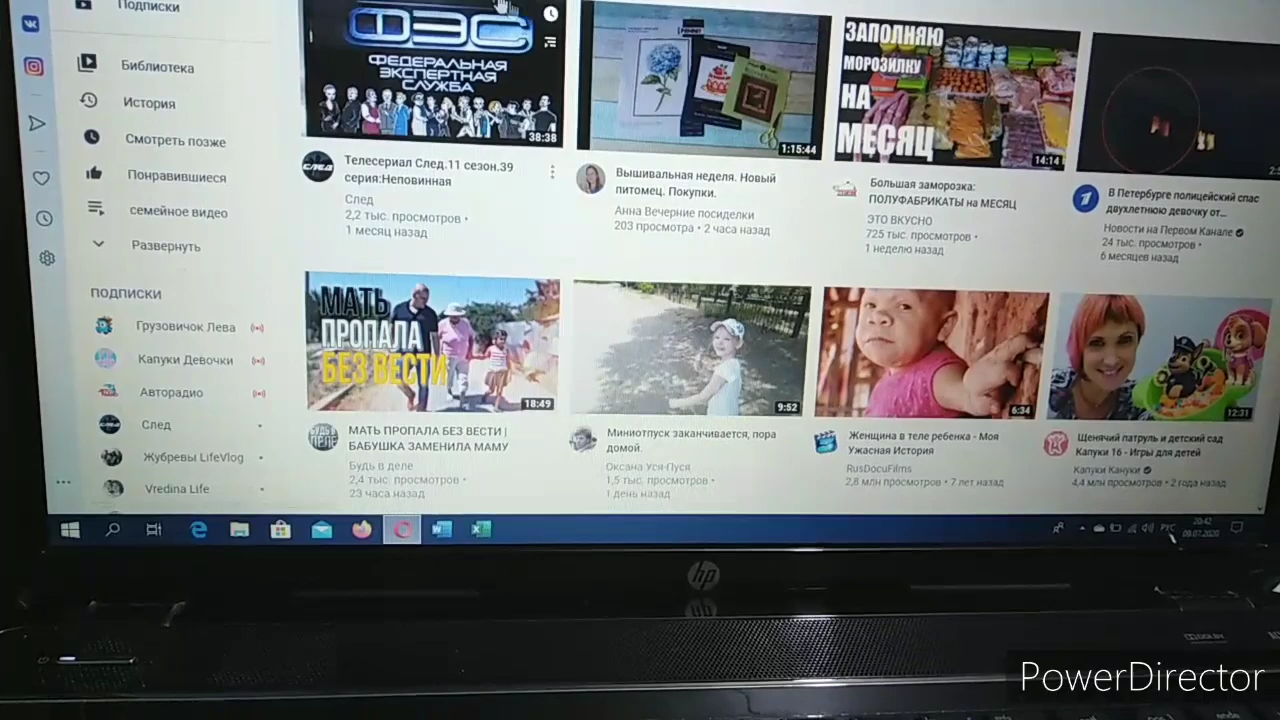 Подписки
Библиотека
История
Смотреть позже
Понравившиеся
семейное видео
Развернуть
ПОДПИСКИ
Грузовичок Лева
Капуки Девочки
Авторадио
След
Жубревы LifeVlog
Vredina Life
ФЭС
ФЕДЕРАЛЬНАЯ
ЭКСПЕРТНАЯ
СЛУЖБА
38:38
Телесериал След.11 сезон.39
серия:Неповинная
След
2,2 тыс. просмотров •
1 месяц назад
1:15:44
Вышивальная неделя. Новый
питомец. Покупки.
Анна Вечерние посиделки
203 просмотра • 2 часа назад
ЗАПОЛНЯЮ
МОРОЗИЛКУ
НА
МЕСЯЦ
14:14
Большая заморозка:
ПОЛУФАБРИКАТЫ на МЕСЯЦ
ЭТО ВКУСНО
725 тыс. просмотров •
1 неделю назад
В Петербурге полицейский спас
двухлетнюю девочку от...
Новости на Первом Канале
24 тыс. просмотров •
6 месяцев назад
МАТЬ
ПРОПАЛА
БЕЗ ВЕСТИ
18:49
БУДЬ В
ДЕЛЕ
МАТЬ ПРОПАЛА БЕЗ ВЕСТИ |
БАБУШКА ЗАМЕНИЛА МАМУ
Будь в деле
2,4 тыс. просмотров •
23 часа назад
9:52
Миниотпуск заканчивается, пора
домой.
Оксана Уся-Пуся
1,5 тыс. просмотров •
1 день назад
6:34
Женщина в теле ребенка - Моя
Ужасная История
RusDocuFilms
2,8 млн просмотров • 7 лет назад
12:31
Щенячий патруль и детский сад
Капуки 16 - Игры для детей
Капуки Кануки
4,4 млн просмотров • 2 года назад
РУС
20:42
09.07.2020
hp
DOLBY
PowerDirector